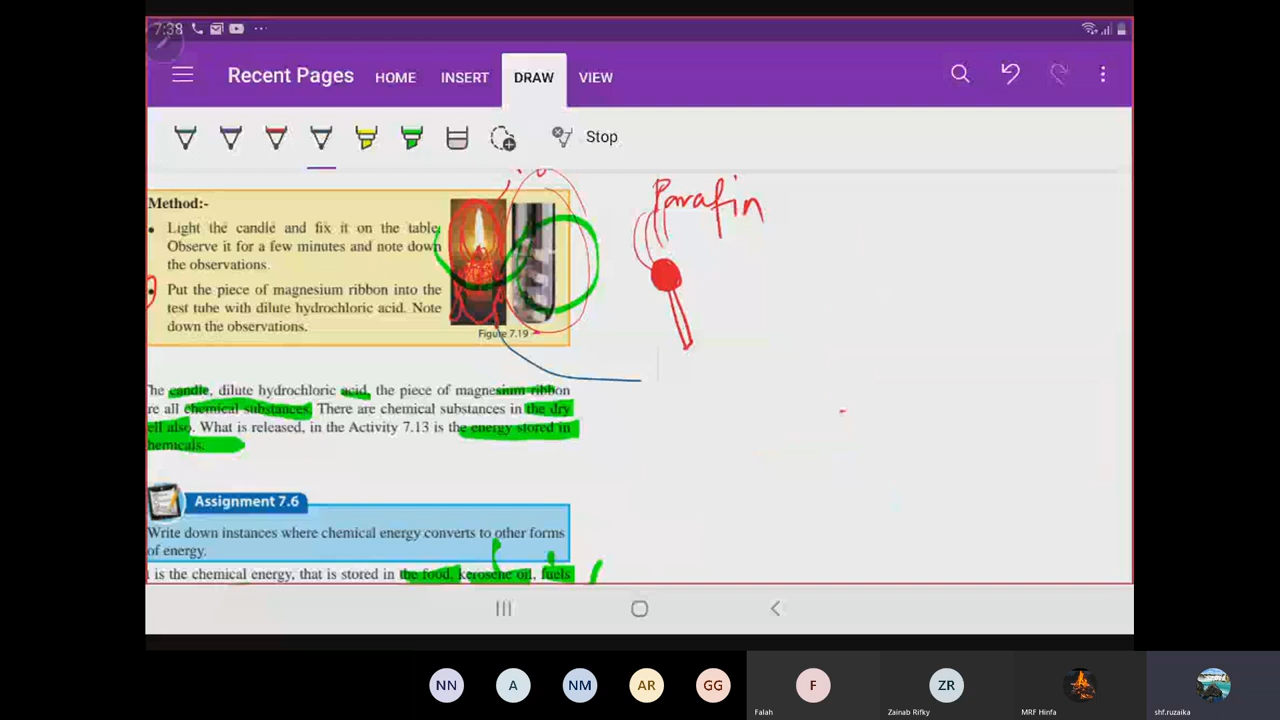 7:38
Recent Pages HOME INSERT DRAW VIEW
Stop
Parafin
Method:-
• Light the candle and fix it on the table.
Observe it for a few minutes and note down
the observations.
• Put the piece of magnesium ribbon into the
test tube with dilute hydrochloric acid. Note
down the observations.
Figure 7.19
he candle, dilute hydrochloric acid, the piece of magnesium ribbon
re all chemical substances. There are chemical substances in the dry
ell also. What is released, in the Activity 7.13 is the energy stored in
hemicals.
Assignment 7.6
Write down instances where chemical energy converts to other forms
of energy.
t is the chemical energy, that is stored in the food, kerosene oil, fuels
NN A NM AR GG F ZR
Falah Zainab Rifky MRF Hinfa shf.ruzaika